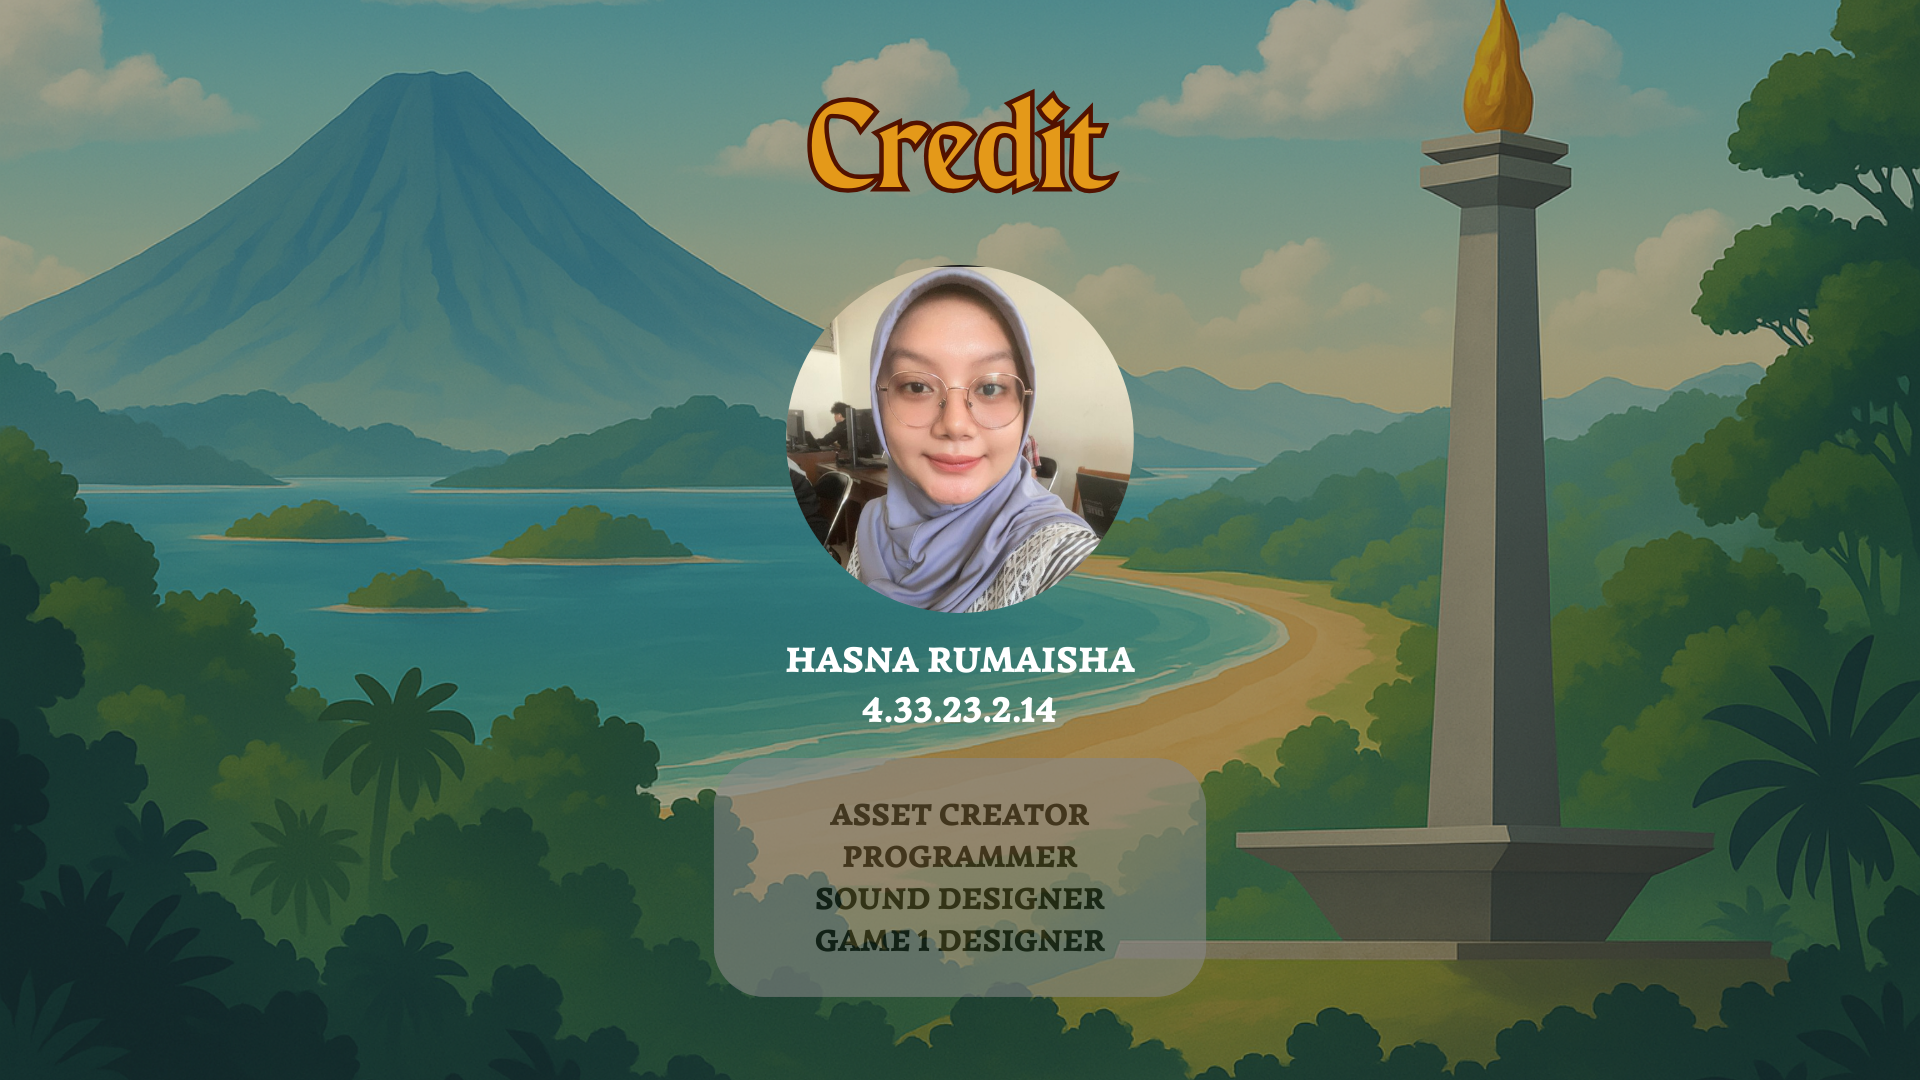 Credit
HASNA RUMAISHA
4.33.23.2.14
ASSET CREATOR
PROGRAMMER
SOUND DESIGNER
GAME 1 DESIGNER